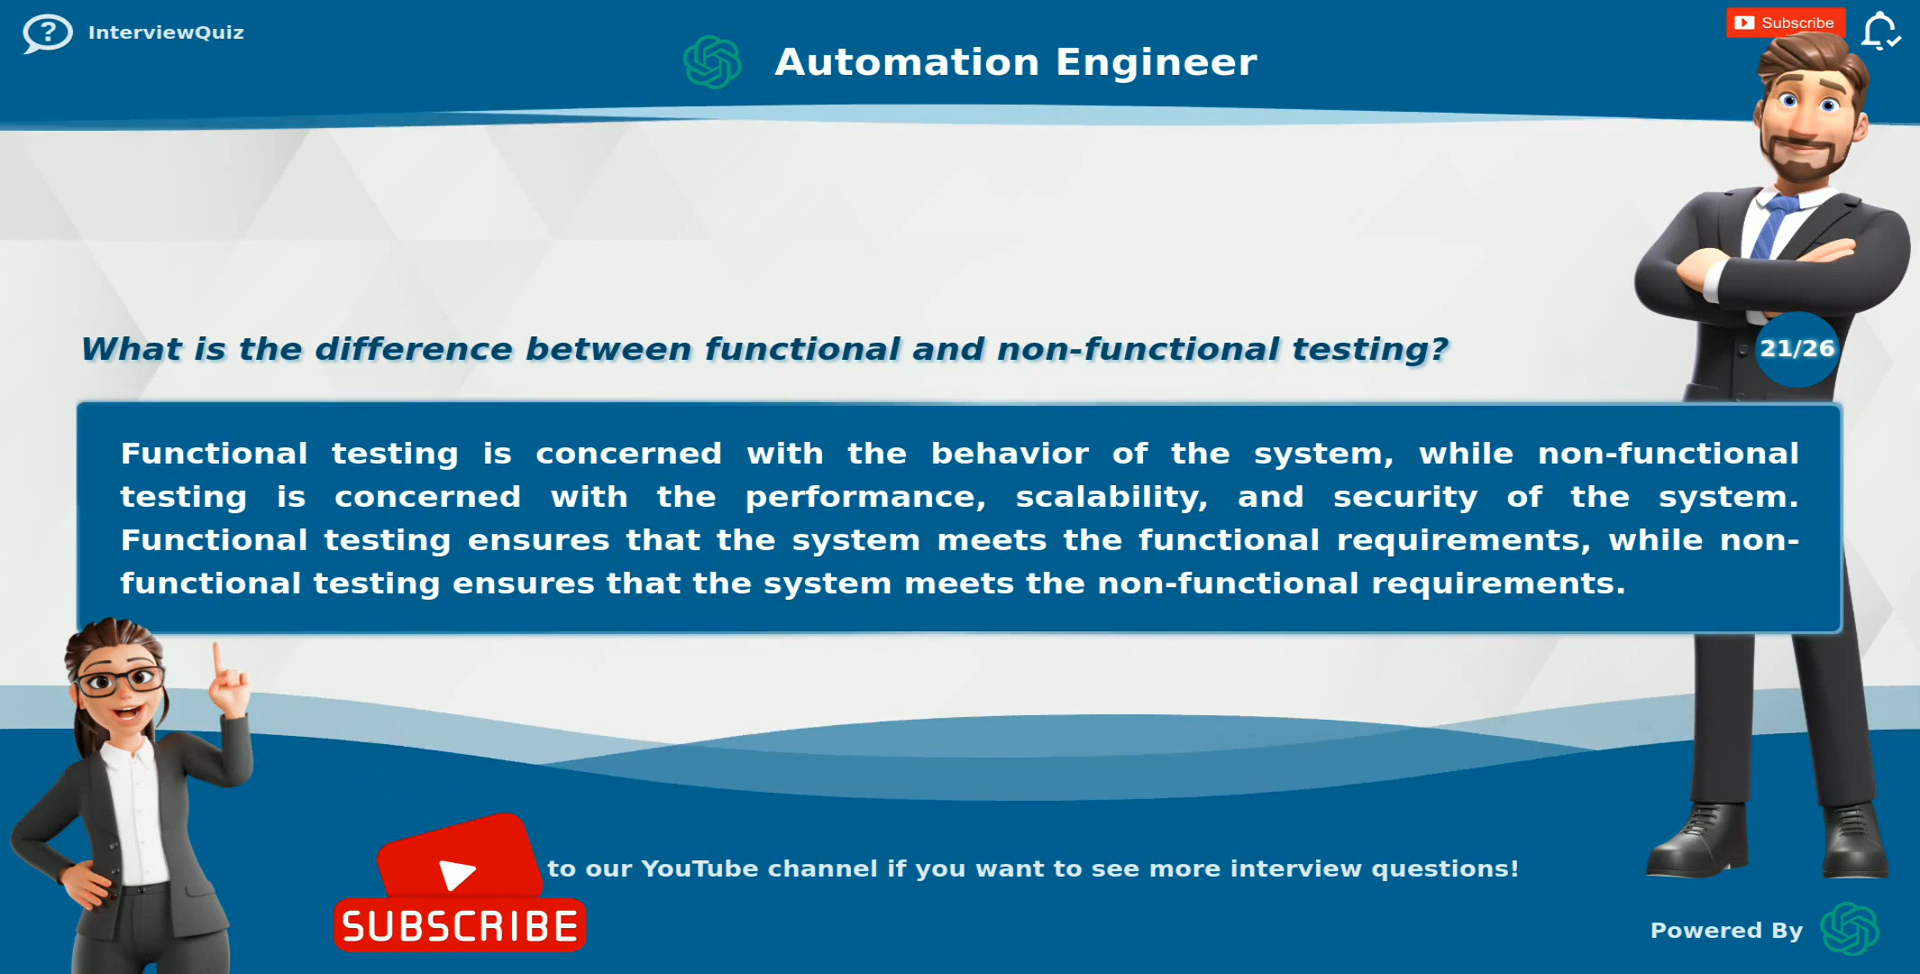 InterviewQuiz
Subscribe
Automation Engineer
What is the difference between functional and non-functional testing?
21/26
Functional testing is concerned with the behavior of the system, while non-functional
testing is concerned with the performance, scalability, and security of the system.
Functional testing ensures that the system meets the functional requirements, while non-
functional testing ensures that the system meets the non-functional requirements.
to our YouTube channel if you want to see more interview questions!
SUBSCRIBE
Powered By